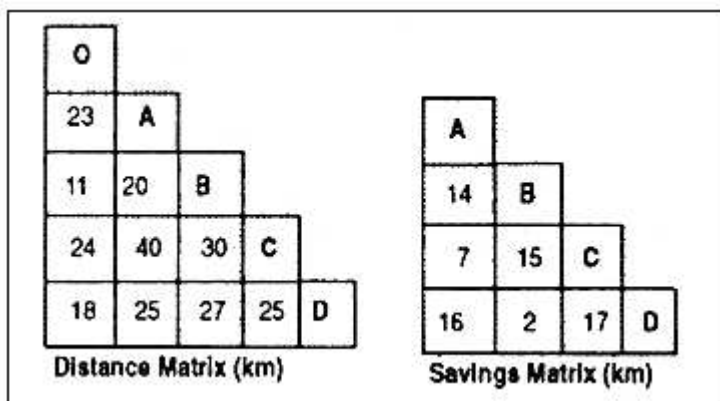 O
23 A
11 20 B
24 40 30 C
18 25 27 25 D
Distance Matrix (km)
A
14 B
7 15 C
16 2 17 D
Savings Matrix (km)